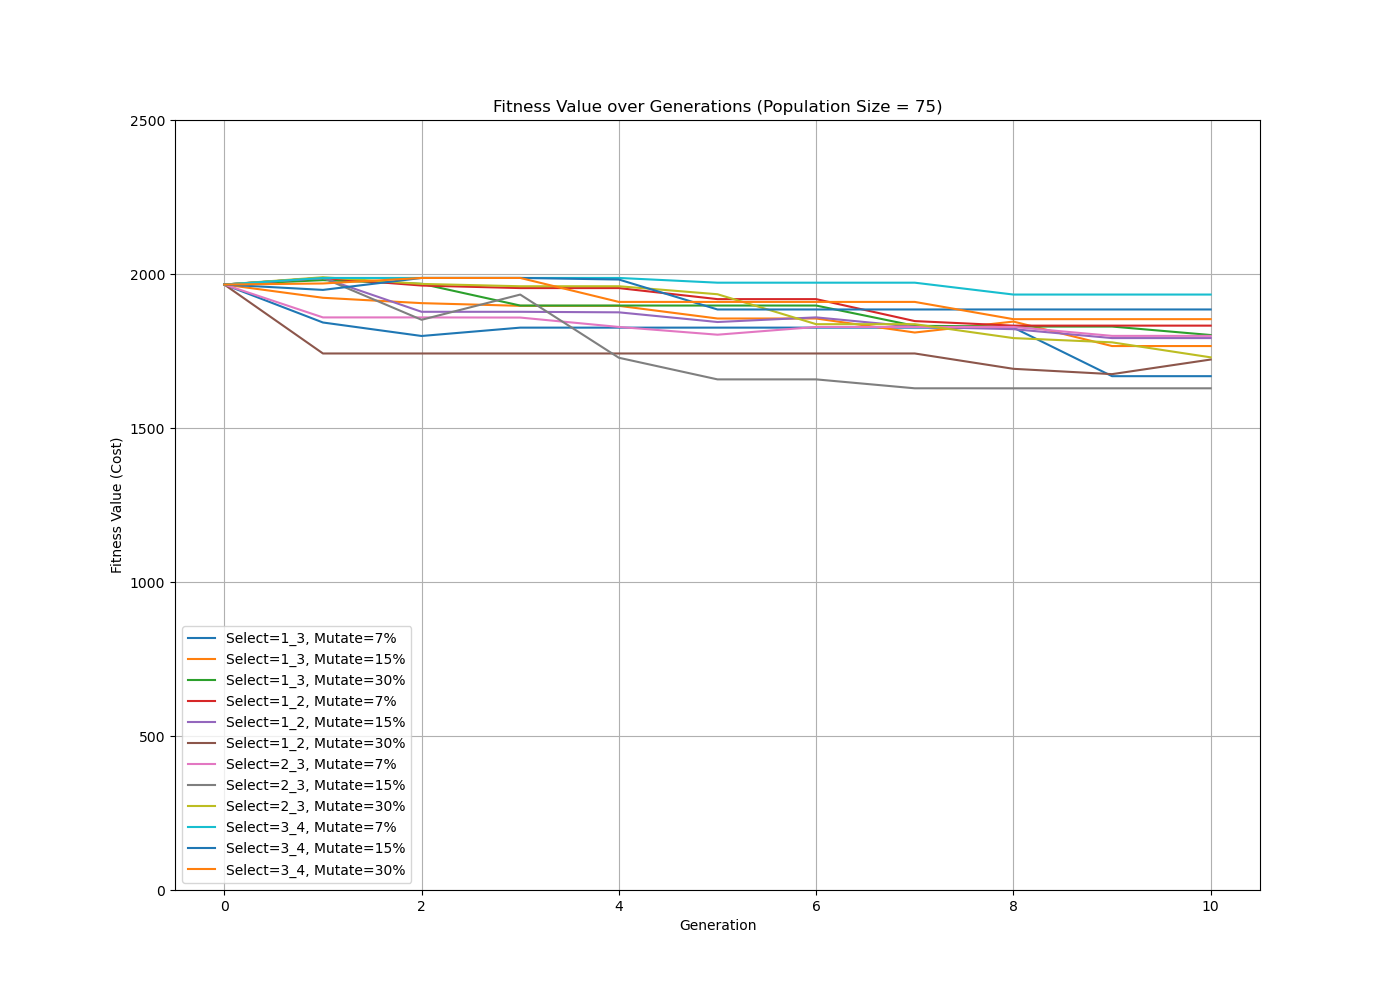 Fitness Value over Generations (Population Size = 75)
2500
2000
1500
1000
500
0
Fitness Value (Cost)
Select=1_3, Mutate=7%
Select=1_3, Mutate=15%
Select=1_3, Mutate=30%
Select=1_2, Mutate=7%
Select=1_2, Mutate=15%
Select=1_2, Mutate=30%
Select=2_3, Mutate=7%
Select=2_3, Mutate=15%
Select=2_3, Mutate=30%
Select=3_4, Mutate=7%
Select=3_4, Mutate=15%
Select=3_4, Mutate=30%
0 2 4 6 8 10
Generation